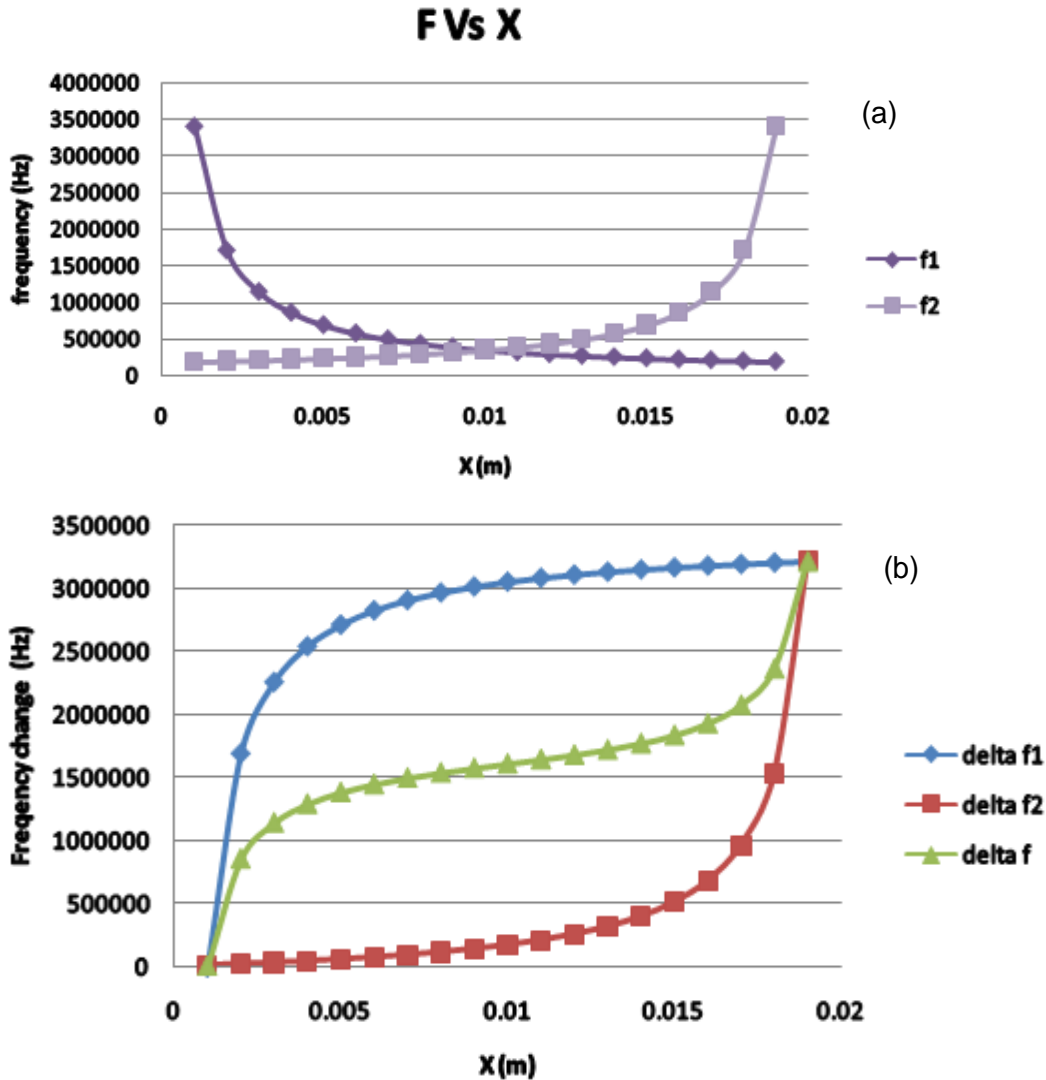 F Vs X
(a)
frequency (Hz)
4000000
3500000
3000000
2500000
2000000
1500000
1000000
500000
0
0 0.005 0.01 0.015 0.02
X (m)
f1
f2
(b)
Freqency change (Hz)
3500000
3000000
2500000
2000000
1500000
1000000
500000
0
0 0.005 0.01 0.015 0.02
X (m)
delta f1
delta f2
delta f